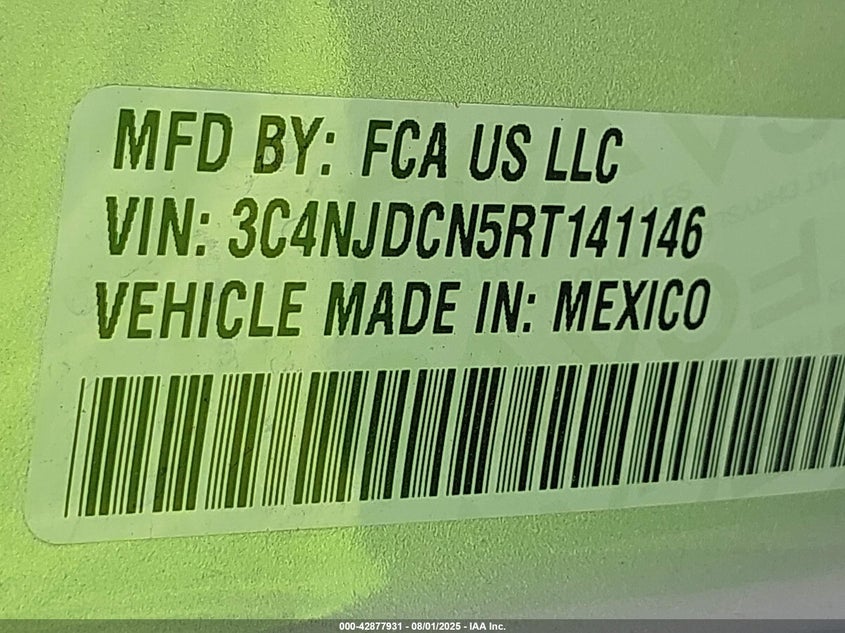 MFD BY: FCA US LLC
VIN: 3C4NJDCN5RT141146
VEHICLE MADE IN: MEXICO
000-42877931 - 08/01/2025 - IAA Inc.